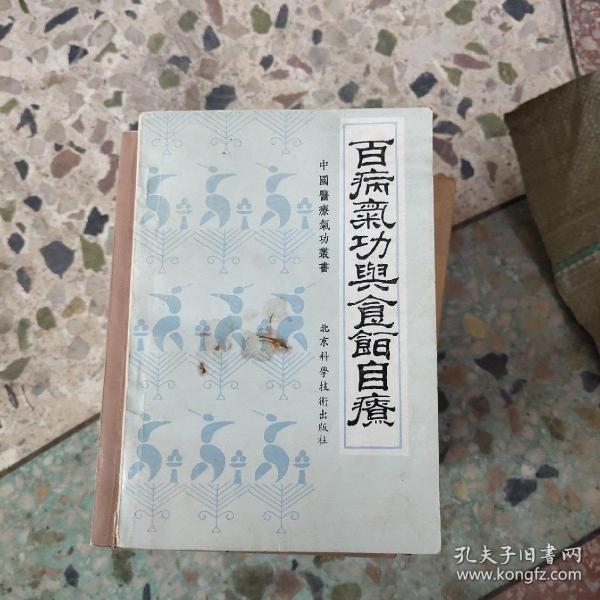 百病氣功與食餌自療
中國醫療氣功叢書
北京科學技術出版社
孔夫子旧书网
www.kongfz.com